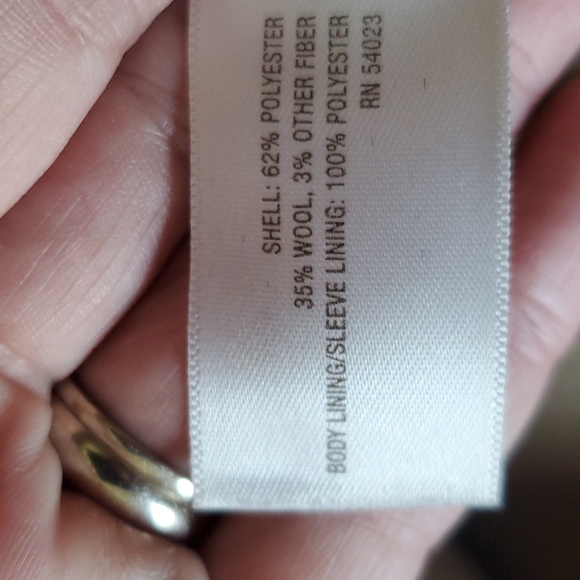 SHELL: 62% POLYESTER
35% WOOL, 3% OTHER FIBER
BODY LINING/SLEEVE LINING: 100% POLYESTER
RN 54023